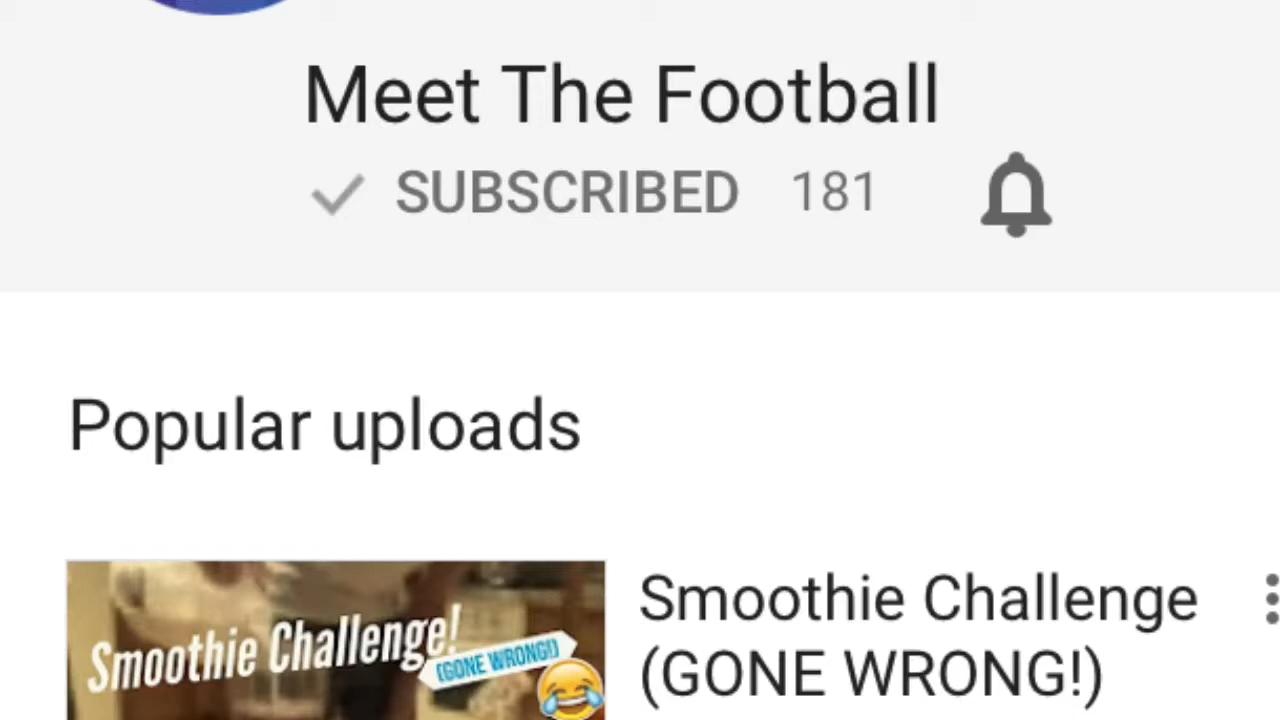 Meet The Football
SUBSCRIBED 181
Popular uploads
Smoothie Challenge!
(GONE WRONG!)
Smoothie Challenge
(GONE WRONG!)